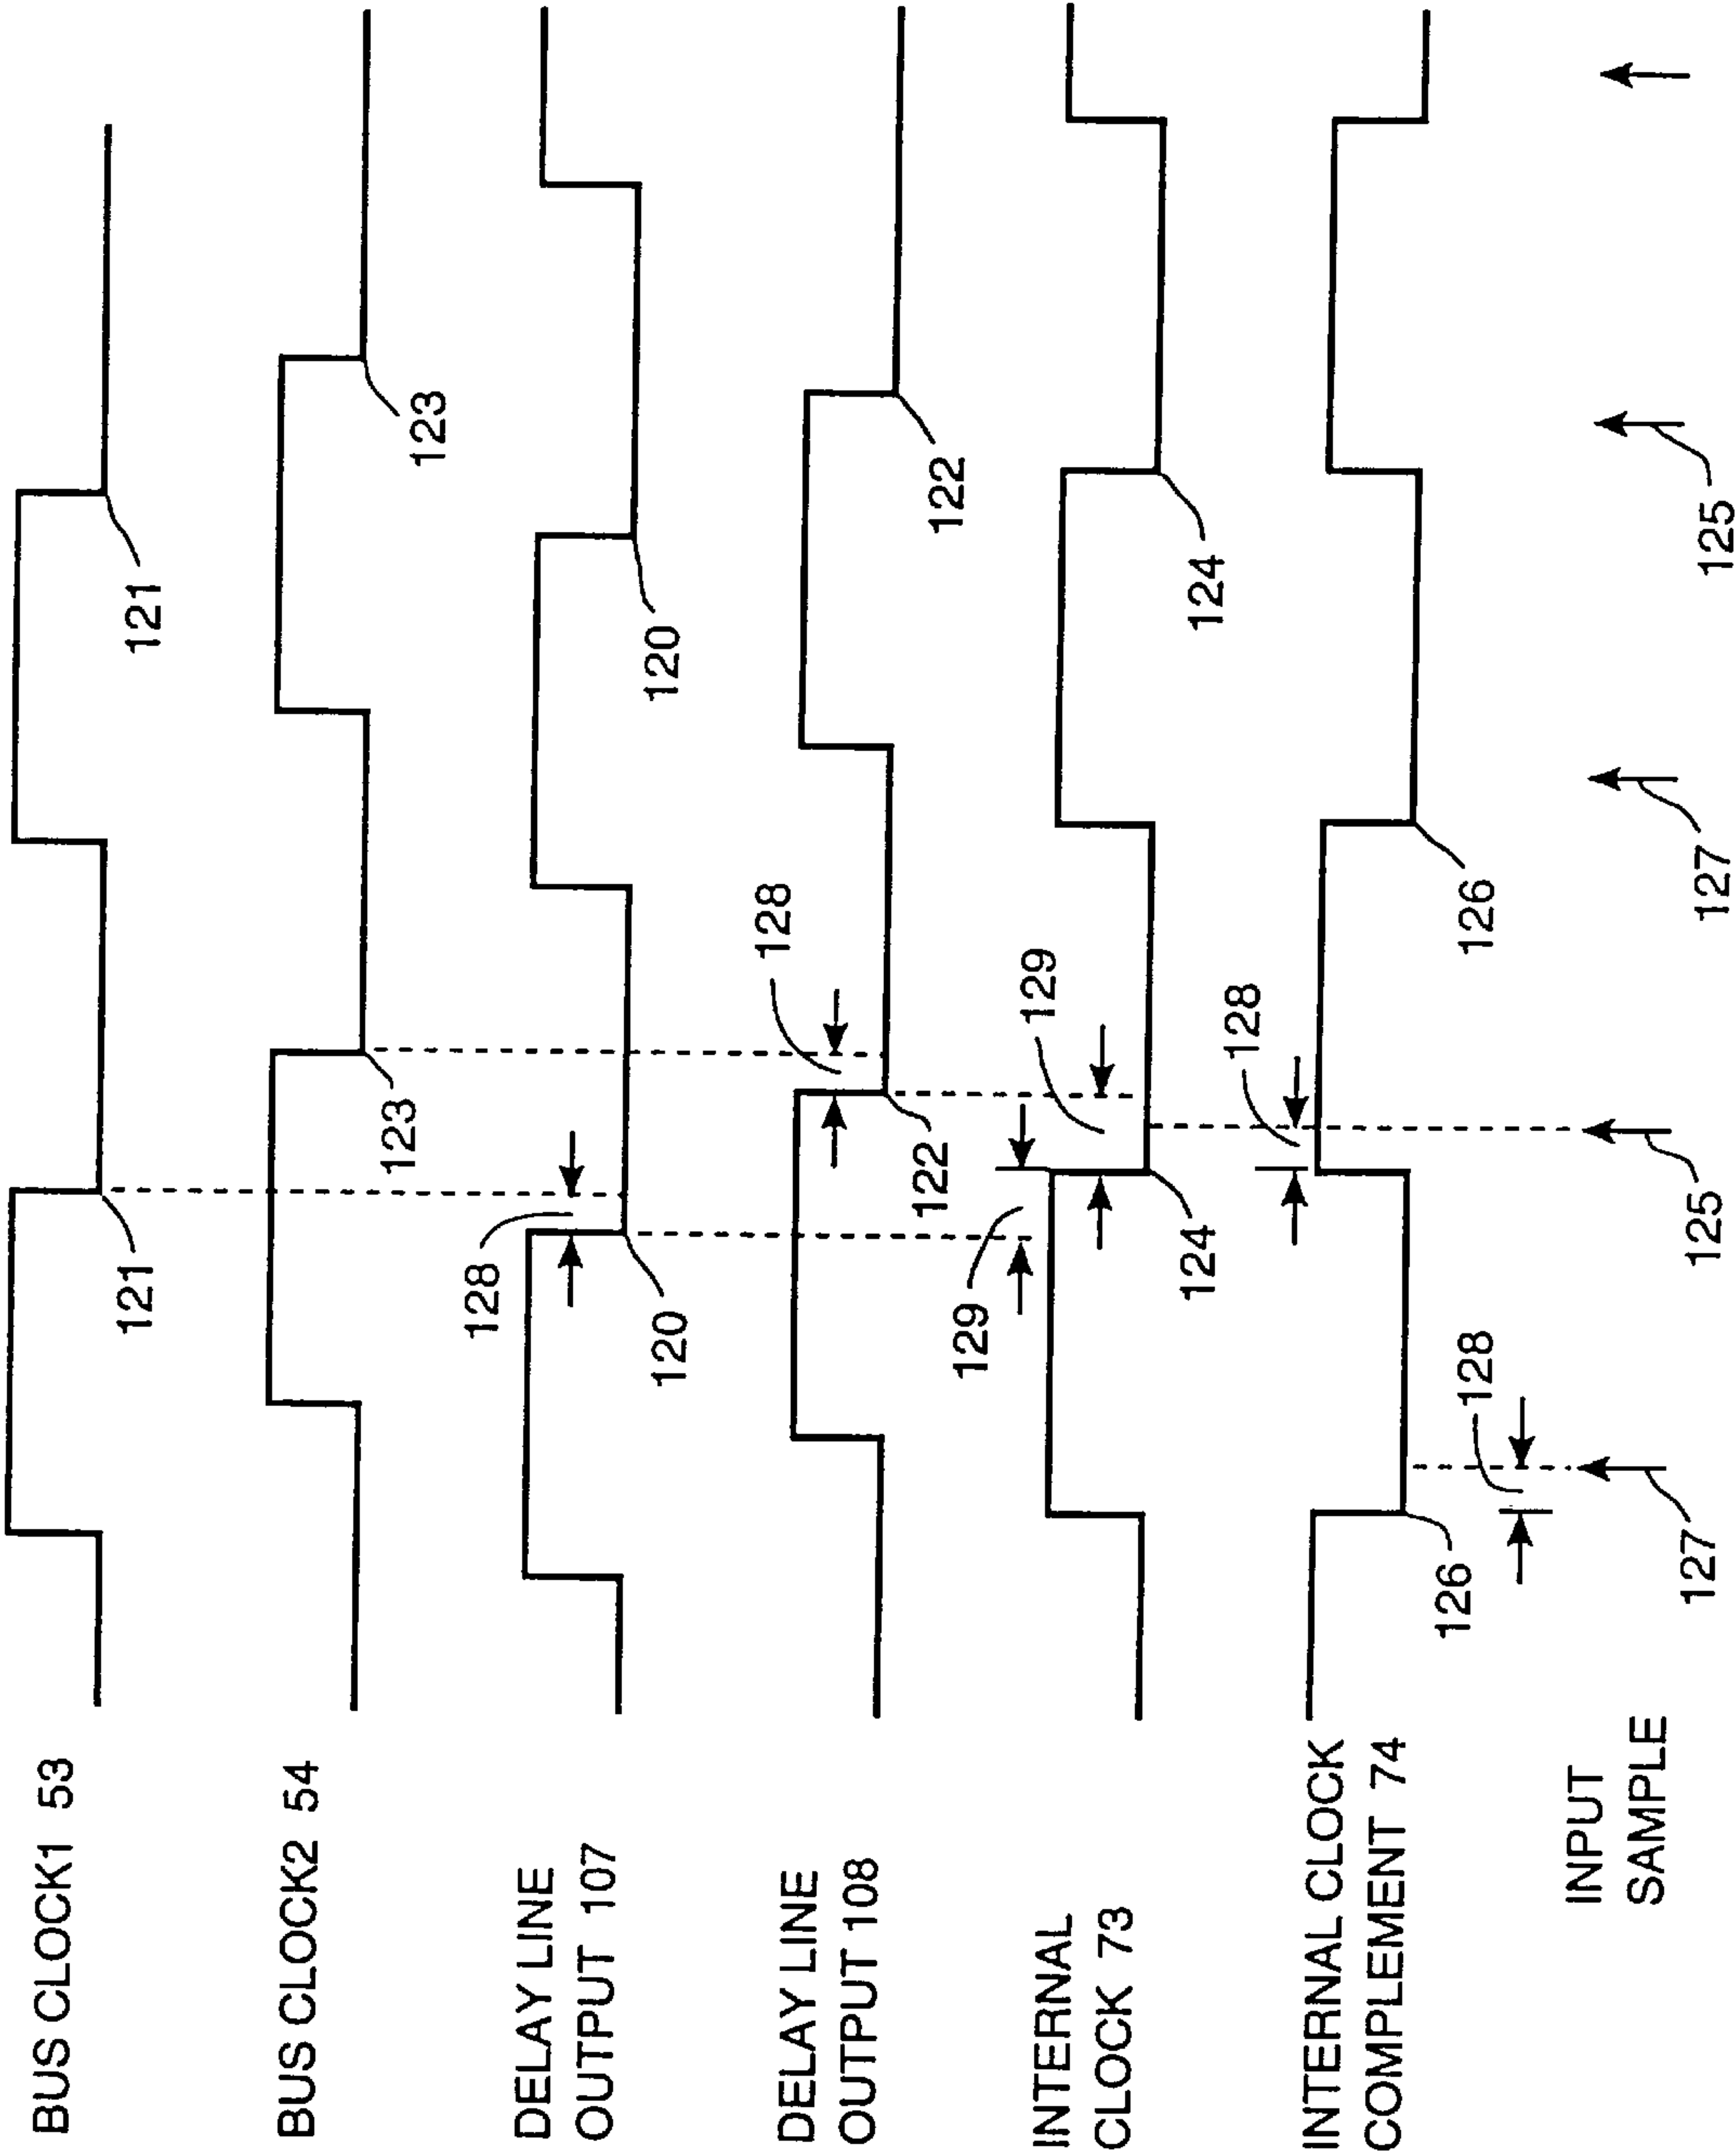 BUS CLOCK1 53
121
121
BUS CLOCK2 54
123
123
DELAY LINE
OUTPUT 107
128
120
120
DELAY LINE
OUTPUT 108
128
122
122
INTERNAL
CLOCK 73
129
129
124
124
INTERNAL CLOCK
COMPLEMENT 74
128
126
126
128
INPUT
SAMPLE
127
125
127
125